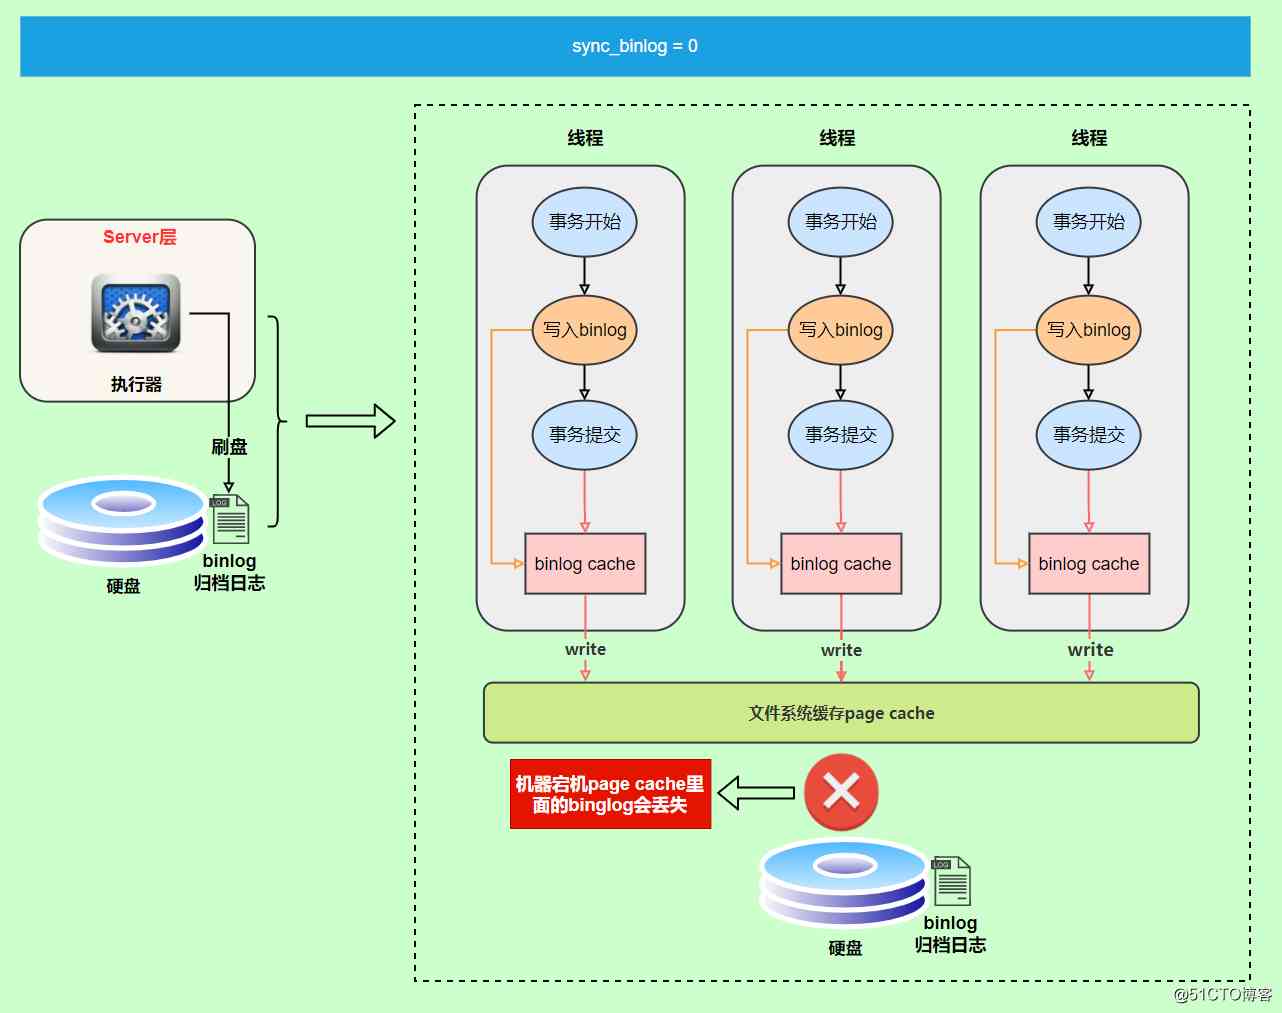 sync_binlog = 0
Server层
执行器
刷盘
LOG
硬盘
binlog
归档日志
线程
事务开始
写入binlog
事务提交
binlog cache
write
线程
事务开始
写入binlog
事务提交
binlog cache
write
线程
事务开始
写入binlog
事务提交
binlog cache
write
文件系统缓存page cache
机器宕机page cache里
面的binglog会丢失
LOG
硬盘
binlog
归档日志
@51CTO博客